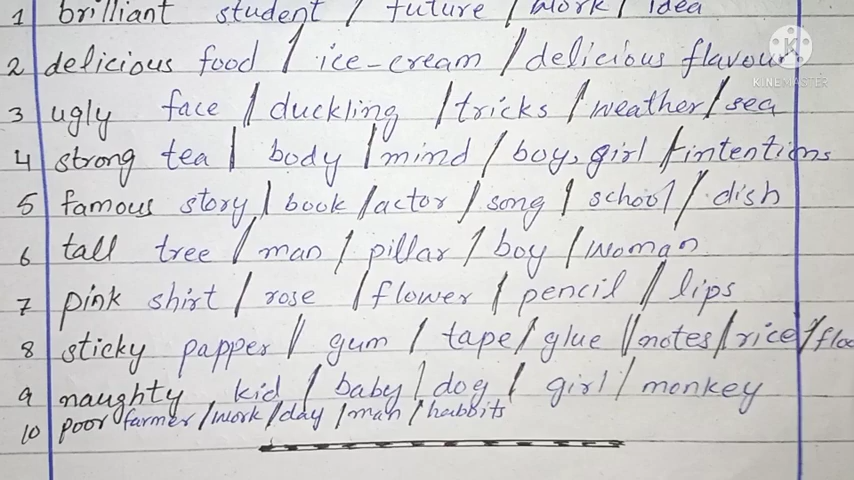 1 brilliant student / future / work / idea
2 delicious food / ice-cream / delicious flavour
3 ugly face / duckling / tricks / weather / sea
4 strong tea / body / mind / boy, girl / intentions
5 famous story / book / actor / song / school / dish
6 tall tree / man / pillar / boy / woman
7 pink shirt / rose / flower / pencil // lips
8 sticky papper // gum / tape / glue // notes / rice /
9 naughty kid / baby / dog / girl / monkey
10 poor farmer / work / day / man / habbits
K
KINEMASTER